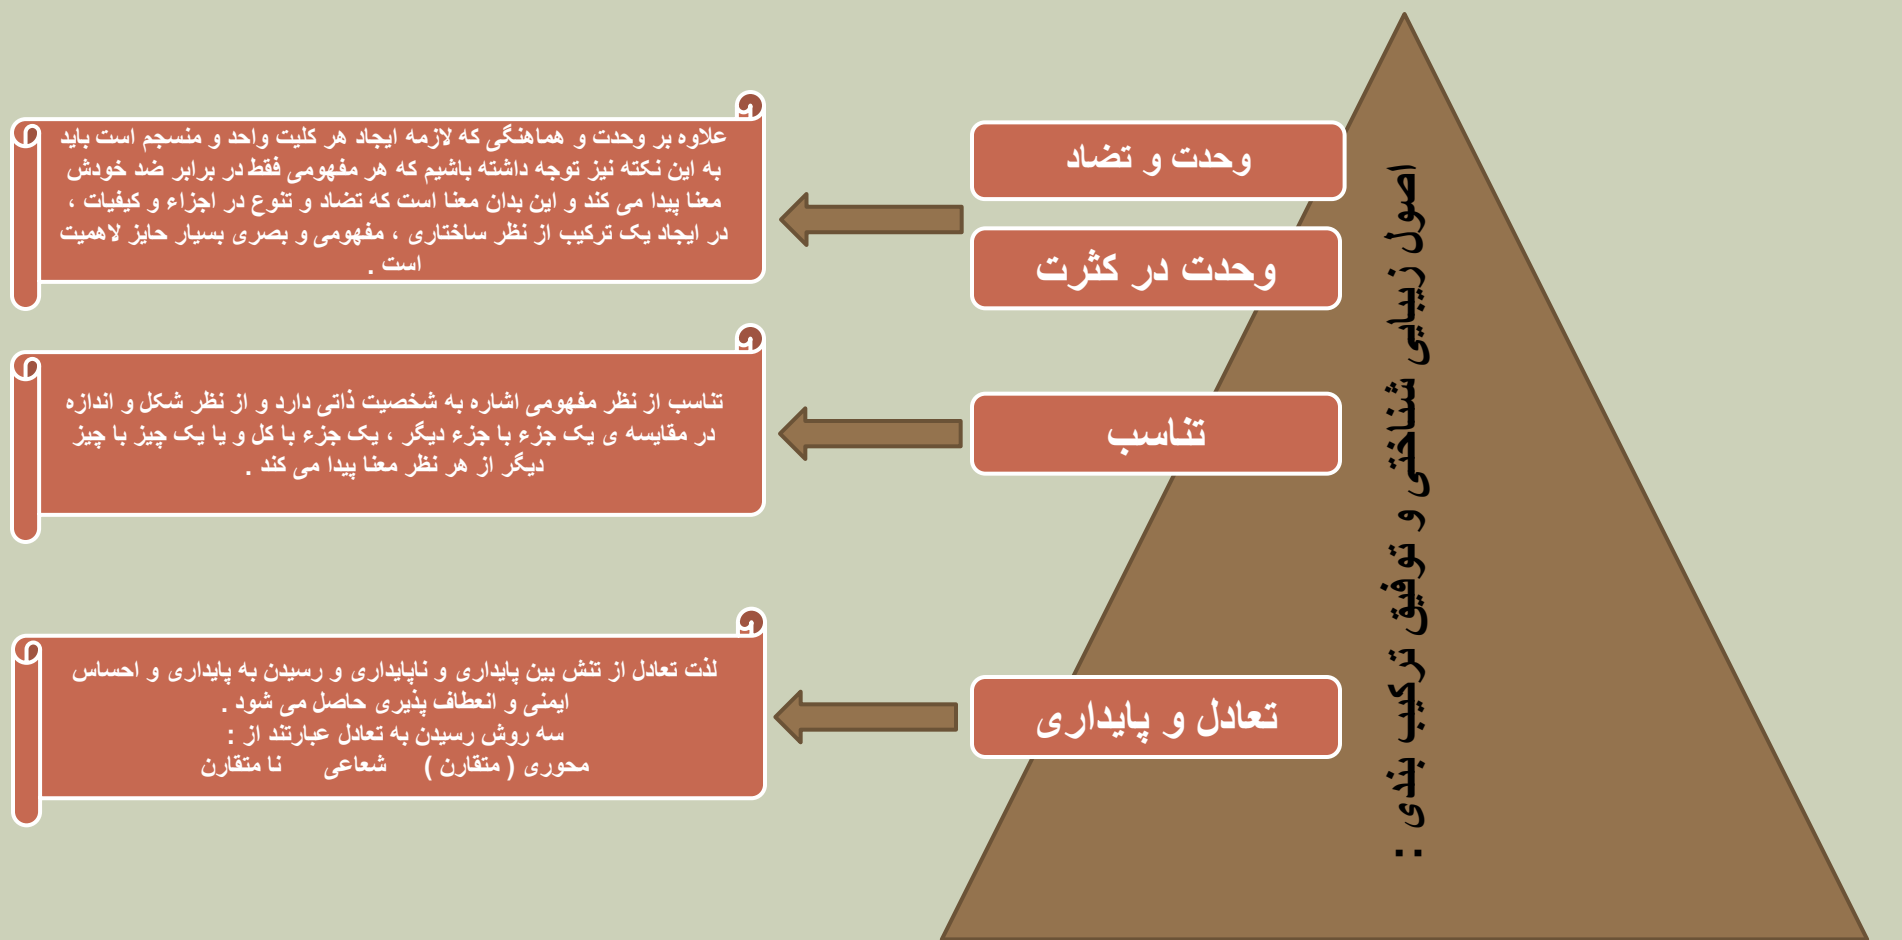 اصول زیبایی شناختی و توفیق ترکیب بندی :
وحدت و تضاد
وحدت در کثرت
علاوه بر وحدت و هماهنگی که لازمه ایجاد هر کلیت واحد و منسجم است باید
به این نکته نیز توجه داشته باشیم که هر مفهومی فقط در برابر ضد خودش
معنا پیدا می کند و این بدان معنا است که تضاد و تنوع در اجزاء و کیفیات ،
در ایجاد یک ترکیب از نظر ساختاری ، مفهومی و بصری بسیار حایز لاهمیت
است .
تناسب
تناسب از نظر مفهومی اشاره به شخصیت ذاتی دارد و از نظر شکل و اندازه
در مقایسه ی یک جزء با جزء دیگر ، یک جزء با کل و یا یک چیز با چیز
دیگر از هر نظر معنا پیدا می کند .
تعادل و پایداری
لذت تعادل از تنش بین پایداری و ناپایداری و رسیدن به پایداری و احساس
ایمنی و انعطاف پذیری حاصل می شود .
سه روش رسیدن به تعادل عبارتند از :
محوری ( متقارن ) شعاعی نا متقارن